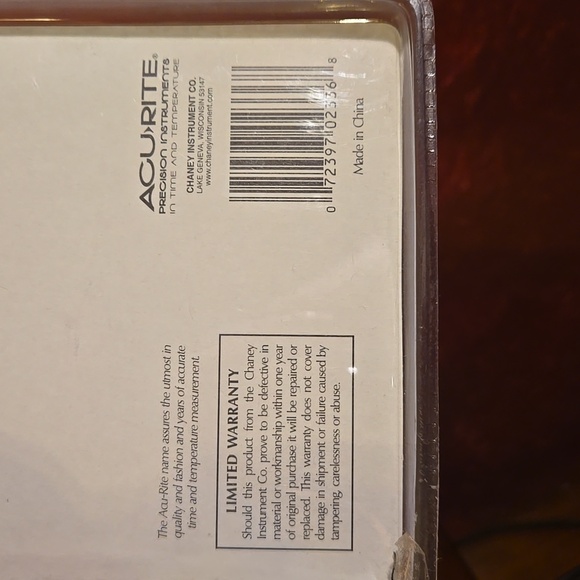 The Acu-Rite name assures the utmost in
quality and fashion and years of accurate
time and temperature measurement.
LIMITED WARRANTY
Should this product from the Chaney
Instrument Co. prove to be defective in
material or workmanship within one year
of original purchase it will be repaired or
replaced. This warranty does not cover
damage in shipment or failure caused by
tampering, carelessness or abuse.
ACU›RITE®
PRECISION INSTRUMENTS
IN TIME AND TEMPERATURE
CHANEY INSTRUMENT CO.
LAKE GENEVA, WISCONSIN 53147
www.chaneyinstrument.com
0 72397 02336 8
Made in China